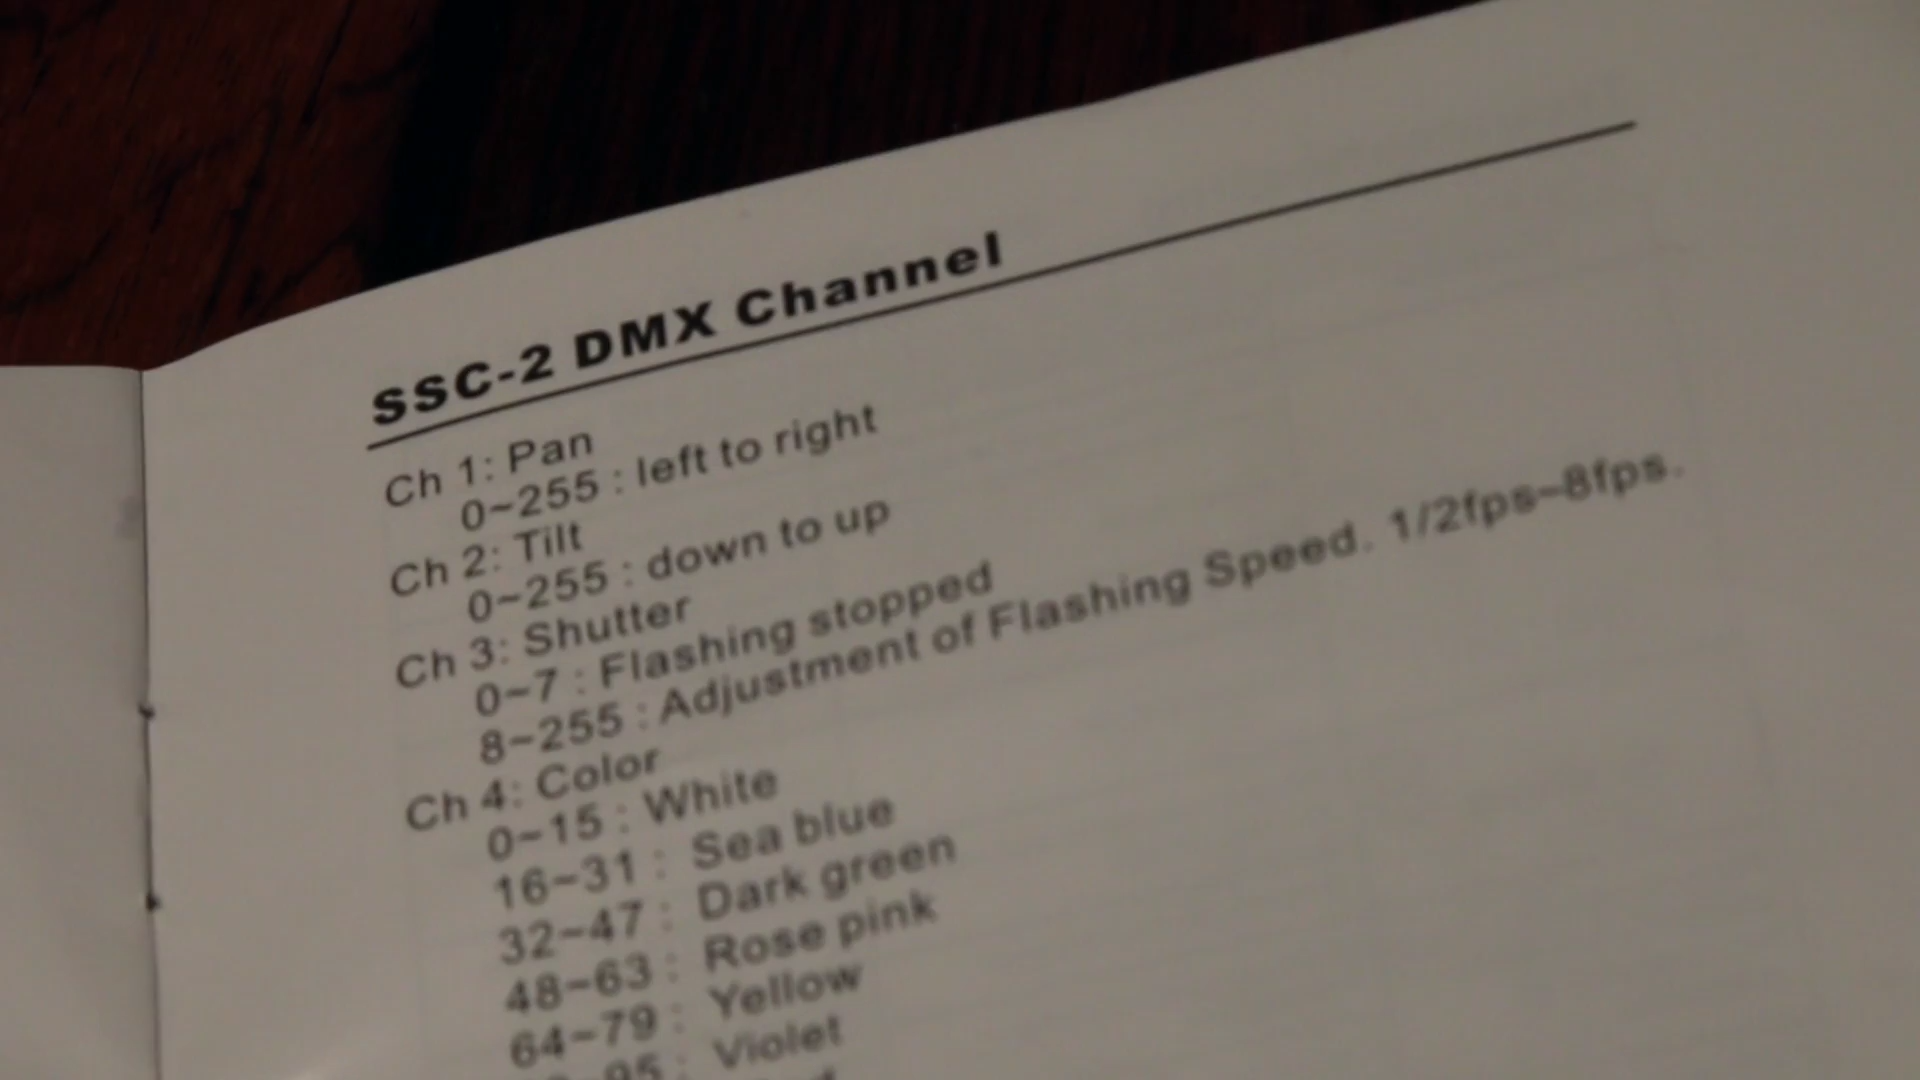 SSC-2 DMX Channel
Ch 1: Pan
0~255 : left to right
Ch 2: Tilt
0~255 : down to up
Ch 3: Shutter
0~7 : Flashing stopped
8~255 : Adjustment of Flashing Speed. 1/2fps~8fps.
Ch 4: Color
0~15 : White
16~31 : Sea blue
32~47 : Dark green
48~63 : Rose pink
64~79 : Yellow
95 : Violet